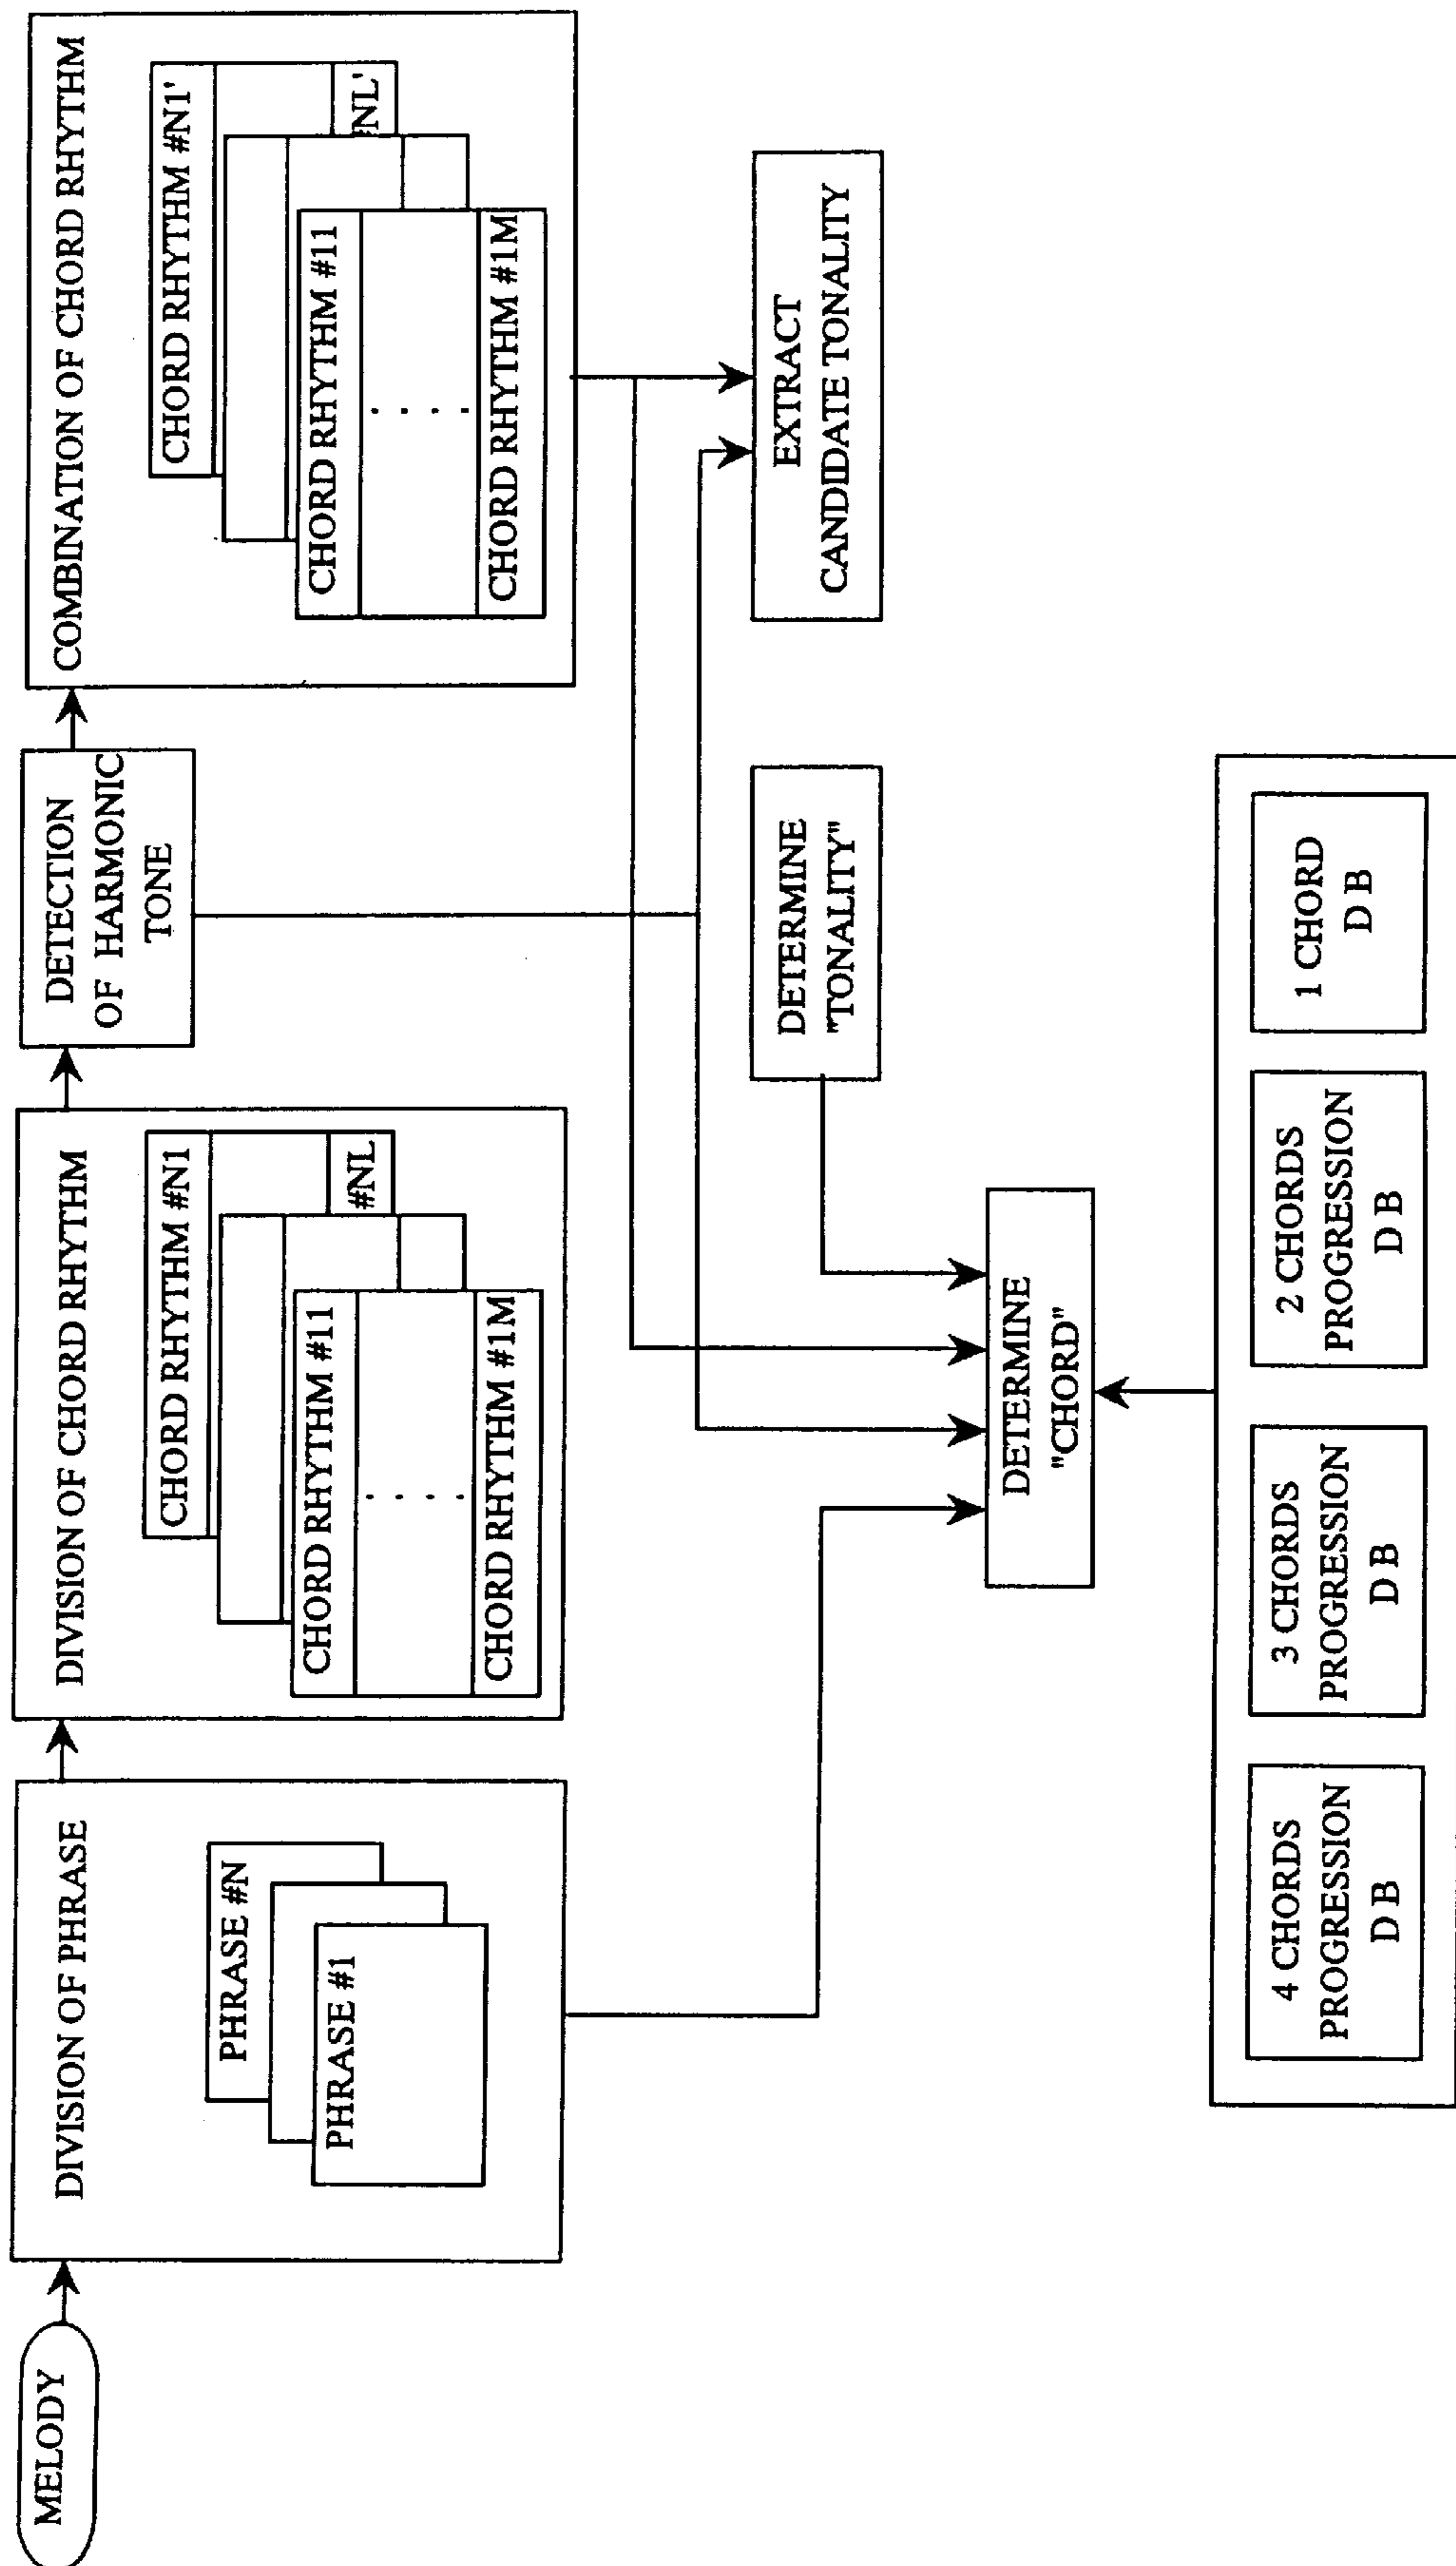 MELODY
DIVISION OF PHRASE
PHRASE #N
PHRASE #1
DIVISION OF CHORD RHYTHM
CHORD RHYTHM #N1
#NL
CHORD RHYTHM #11
. . . .
CHORD RHYTHM #1M
DETECTION
OF HARMONIC
TONE
COMBINATION OF CHORD RHYTHM
CHORD RHYTHM #N1'
#NL'
CHORD RHYTHM #11
. . . .
CHORD RHYTHM #1M
DETERMINE
"TONALITY"
EXTRACT
CANDIDATE TONALITY
DETERMINE
"CHORD"
4 CHORDS
PROGRESSION
D B
3 CHORDS
PROGRESSION
D B
2 CHORDS
PROGRESSION
D B
1 CHORD
D B